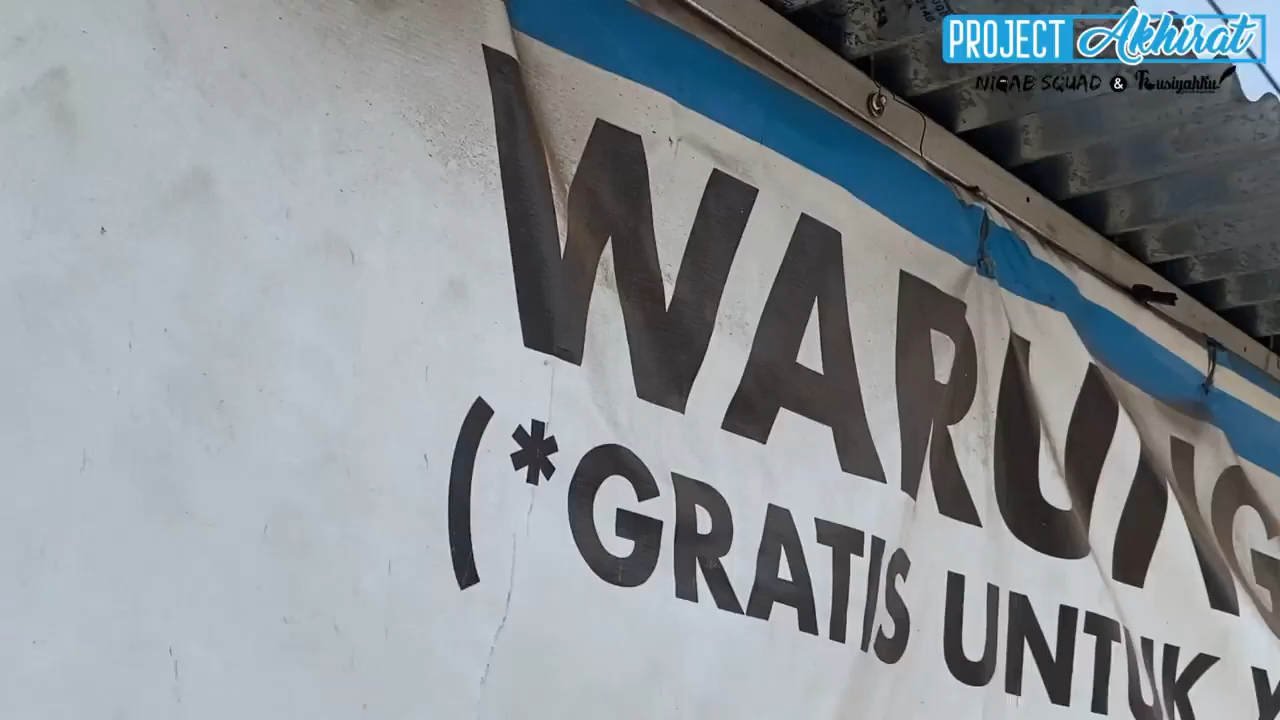 PROJECT Akhirat
NIQAB SQUAD & Tausiyahku
WARUNG
(*GRATIS UNTUK